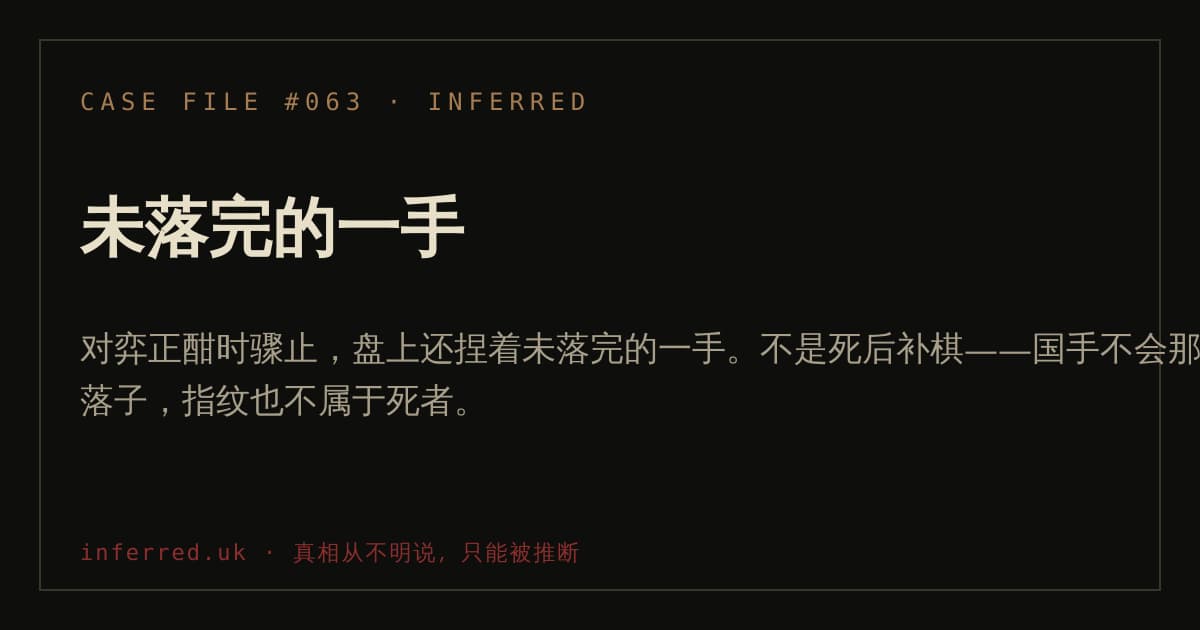 CASE FILE #063 · INFERRED
未落完的一手
对弈正酣时骤止，盘上还捏着未落完的一手。不是死后补棋——国手不会那
落子，指纹也不属于死者。
inferred.uk · 真相从不明说，只能被推断